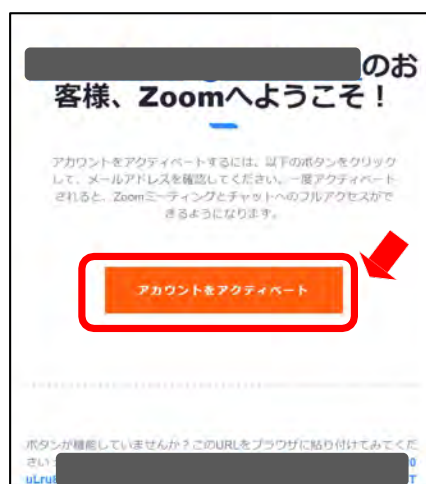 のお
客様、Zoomへようこそ！
アカウントをアクティベートするには、以下のボタンをクリック
して、メールアドレスを確認してください。一度アクティベート
されると、Zoomミーティングとチャットへのフルアクセスがで
きるようになります。
アカウントをアクティベート
ボタンが機能していませんか？このURLをブラウザに貼り付けてみてくだ
さい：